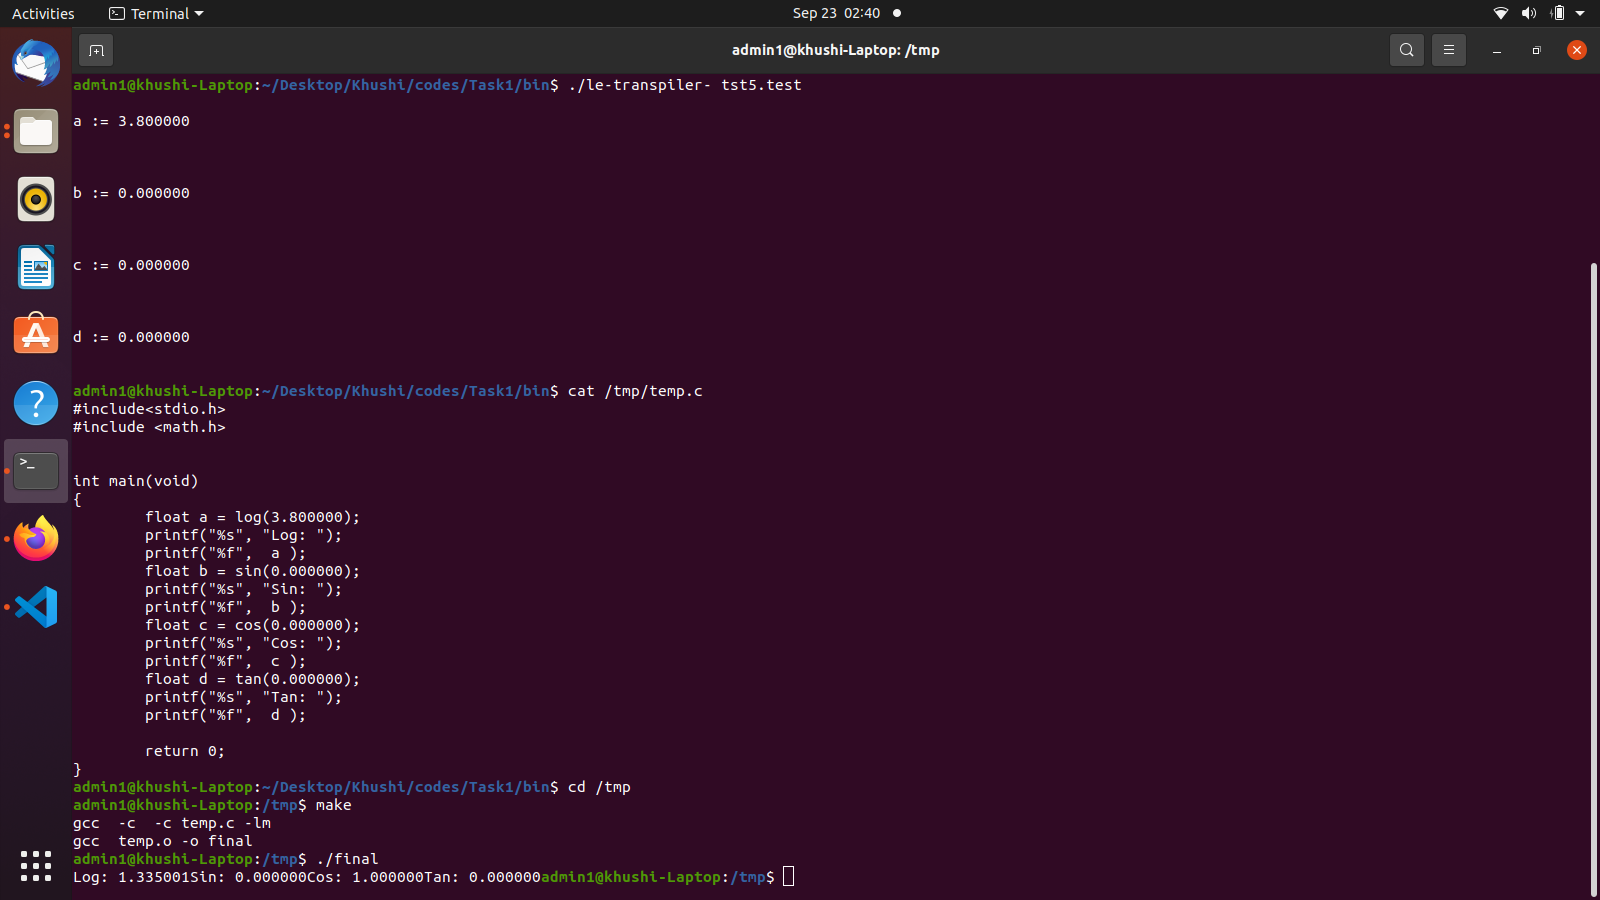 Activities
Terminal
Sep 23 02:40
admin1@khushi-Laptop: /tmp
admin1@khushi-Laptop:~/Desktop/Khushi/codes/Task1/bin$ ./le-transpiler- tst5.test
a := 3.800000
b := 0.000000
c := 0.000000
d := 0.000000
admin1@khushi-Laptop:~/Desktop/Khushi/codes/Task1/bin$ cat /tmp/temp.c
#include<stdio.h>
#include <math.h>
int main(void)
{
        float a = log(3.800000);
        printf("%s", "Log: ");
        printf("%f",  a );
        float b = sin(0.000000);
        printf("%s", "Sin: ");
        printf("%f",  b );
        float c = cos(0.000000);
        printf("%s", "Cos: ");
        printf("%f",  c );
        float d = tan(0.000000);
        printf("%s", "Tan: ");
        printf("%f",  d );
        return 0;
}
admin1@khushi-Laptop:~/Desktop/Khushi/codes/Task1/bin$ cd /tmp
admin1@khushi-Laptop:/tmp$ make
gcc  -c  -c temp.c -lm
gcc  temp.o -o final
admin1@khushi-Laptop:/tmp$ ./final
Log: 1.335001Sin: 0.000000Cos: 1.000000Tan: 0.000000admin1@khushi-Laptop:/tmp$